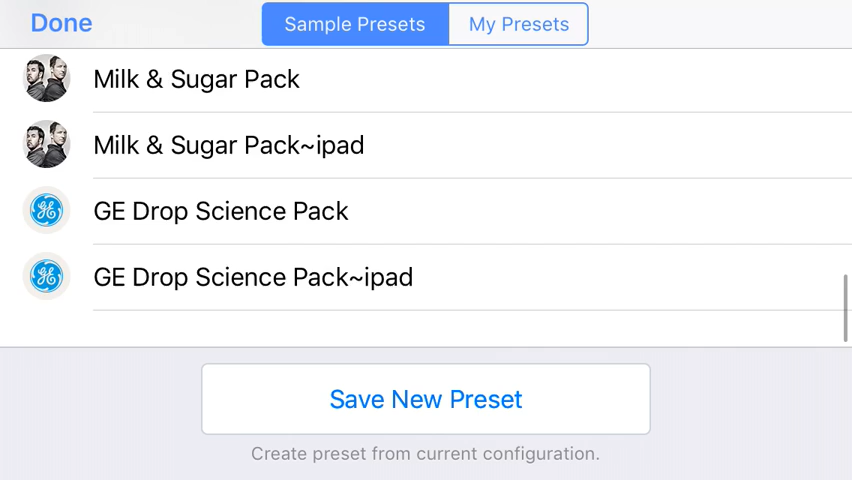 Done
Sample Presets
My Presets
Milk & Sugar Pack
Milk & Sugar Pack~ipad
GE Drop Science Pack
GE Drop Science Pack~ipad
Save New Preset
Create preset from current configuration.